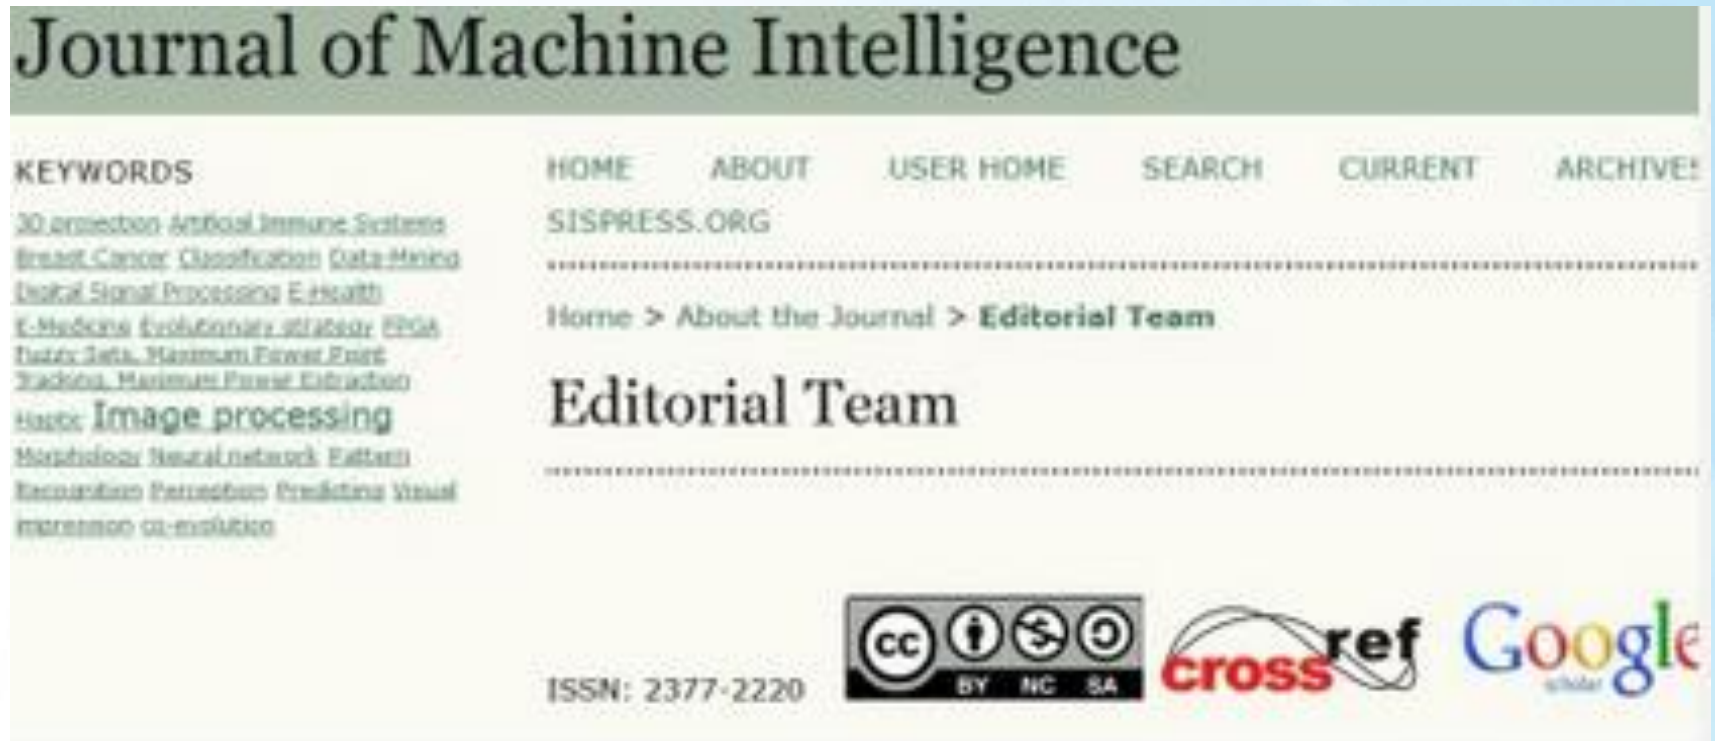 Journal of Machine Intelligence
KEYWORDS
3D projection Artificial Immune Systems
Breast Cancer Classification Data-Mining
Digital Signal Processing E-Health
E-Medicine Evolutionary strategy FPGA
Fuzzy Sets, Maximum Power Point
Tracking, Maximum Power Extraction
Haptic Image processing
Morphology Neural network Pattern
Recognition Perception Predicting Visual
impression co-evolution
HOME ABOUT USER HOME SEARCH CURRENT ARCHIVES
SISPRESS.ORG
Home > About the Journal > Editorial Team
Editorial Team
ISSN: 2377-2220
cc BY NC SA
crossref
Google
scholar